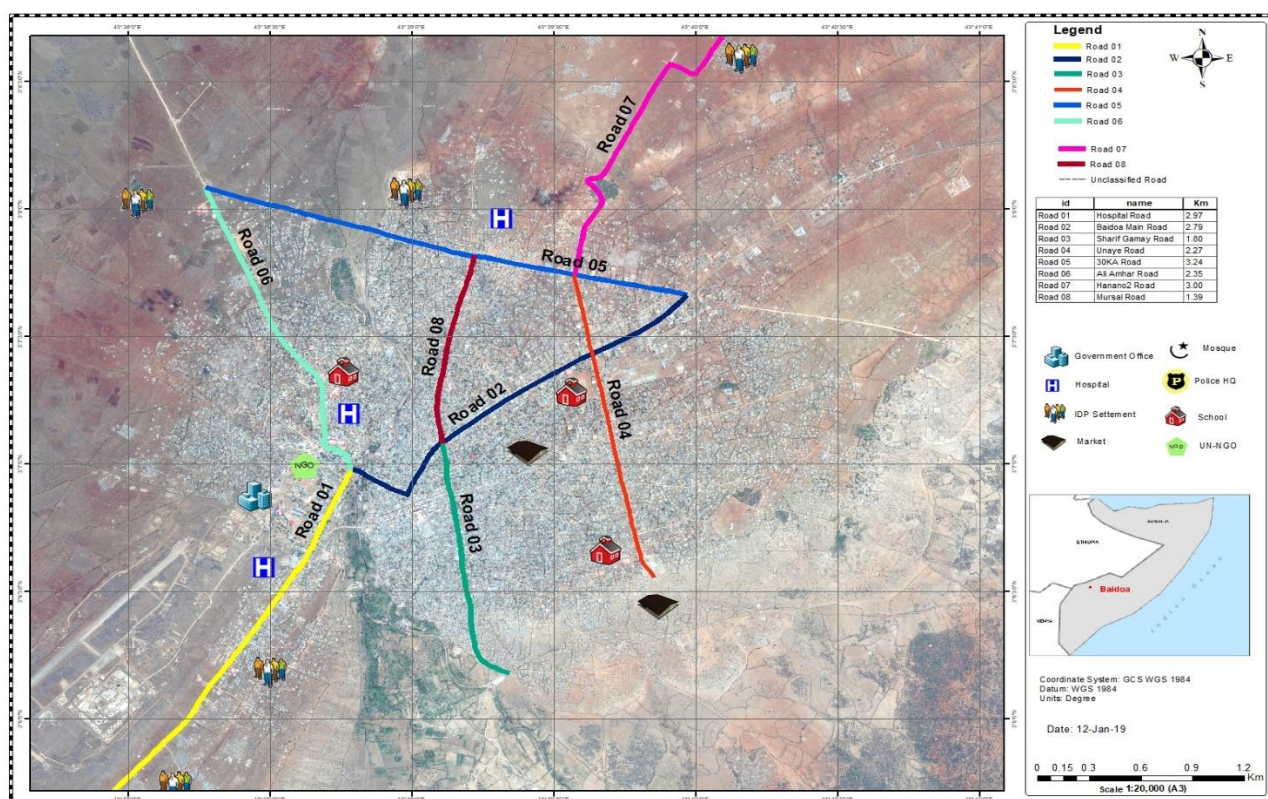 Road 07
Road 06
Road 05
Road 08
Road 02
Road 04
NGO
Road 01
Road 03
Legend
Road 01
Road 02
Road 03
Road 04
Road 05
Road 06
Road 07
Road 08
Unclassified Road
N
W E
S
id name Km
Road 01 Hospital Road 2.97
Road 02 Baidoa Main Road 2.79
Road 03 Sharif Gamay Road 1.80
Road 04 Unaye Road 2.27
Road 05 30KA Road 3.24
Road 06 Ali Amhar Road 2.35
Road 07 Hanano2 Road 3.00
Road 08 Mursal Road 1.39
Government Office
Mosque
Hospital
Police HQ
IDP Settement
School
Market
UN-NGO
ETHIOPIA
Baidoa
Coordinate System: GCS WGS 1984
Datum: WGS 1984
Units: Degree
Date: 12-Jan-19
0 0.15 0.3 0.6 0.9 1.2
Km
Scale 1:20,000 (A3)